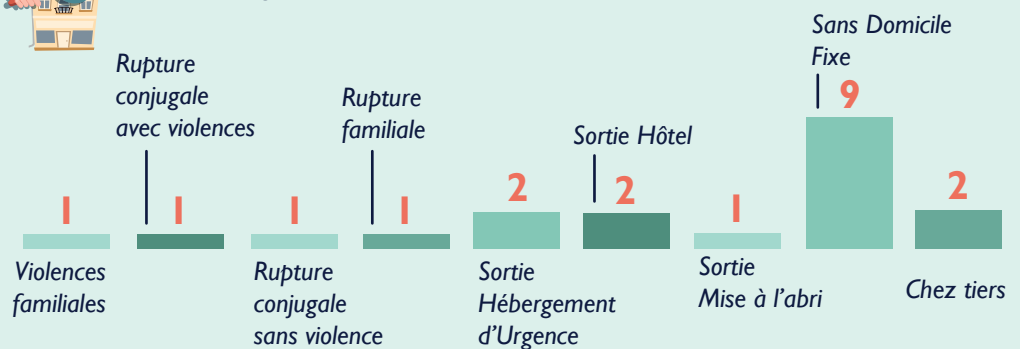 Sans Domicile
Fixe
9
Rupture
conjugale
avec violences
Rupture
familiale
Sortie Hôtel
1
1
1
1
2
2
1
2
Violences
familiales
Rupture
conjugale
sans violence
Sortie
Hébergement
d'Urgence
Sortie
Mise à l'abri
Chez tiers